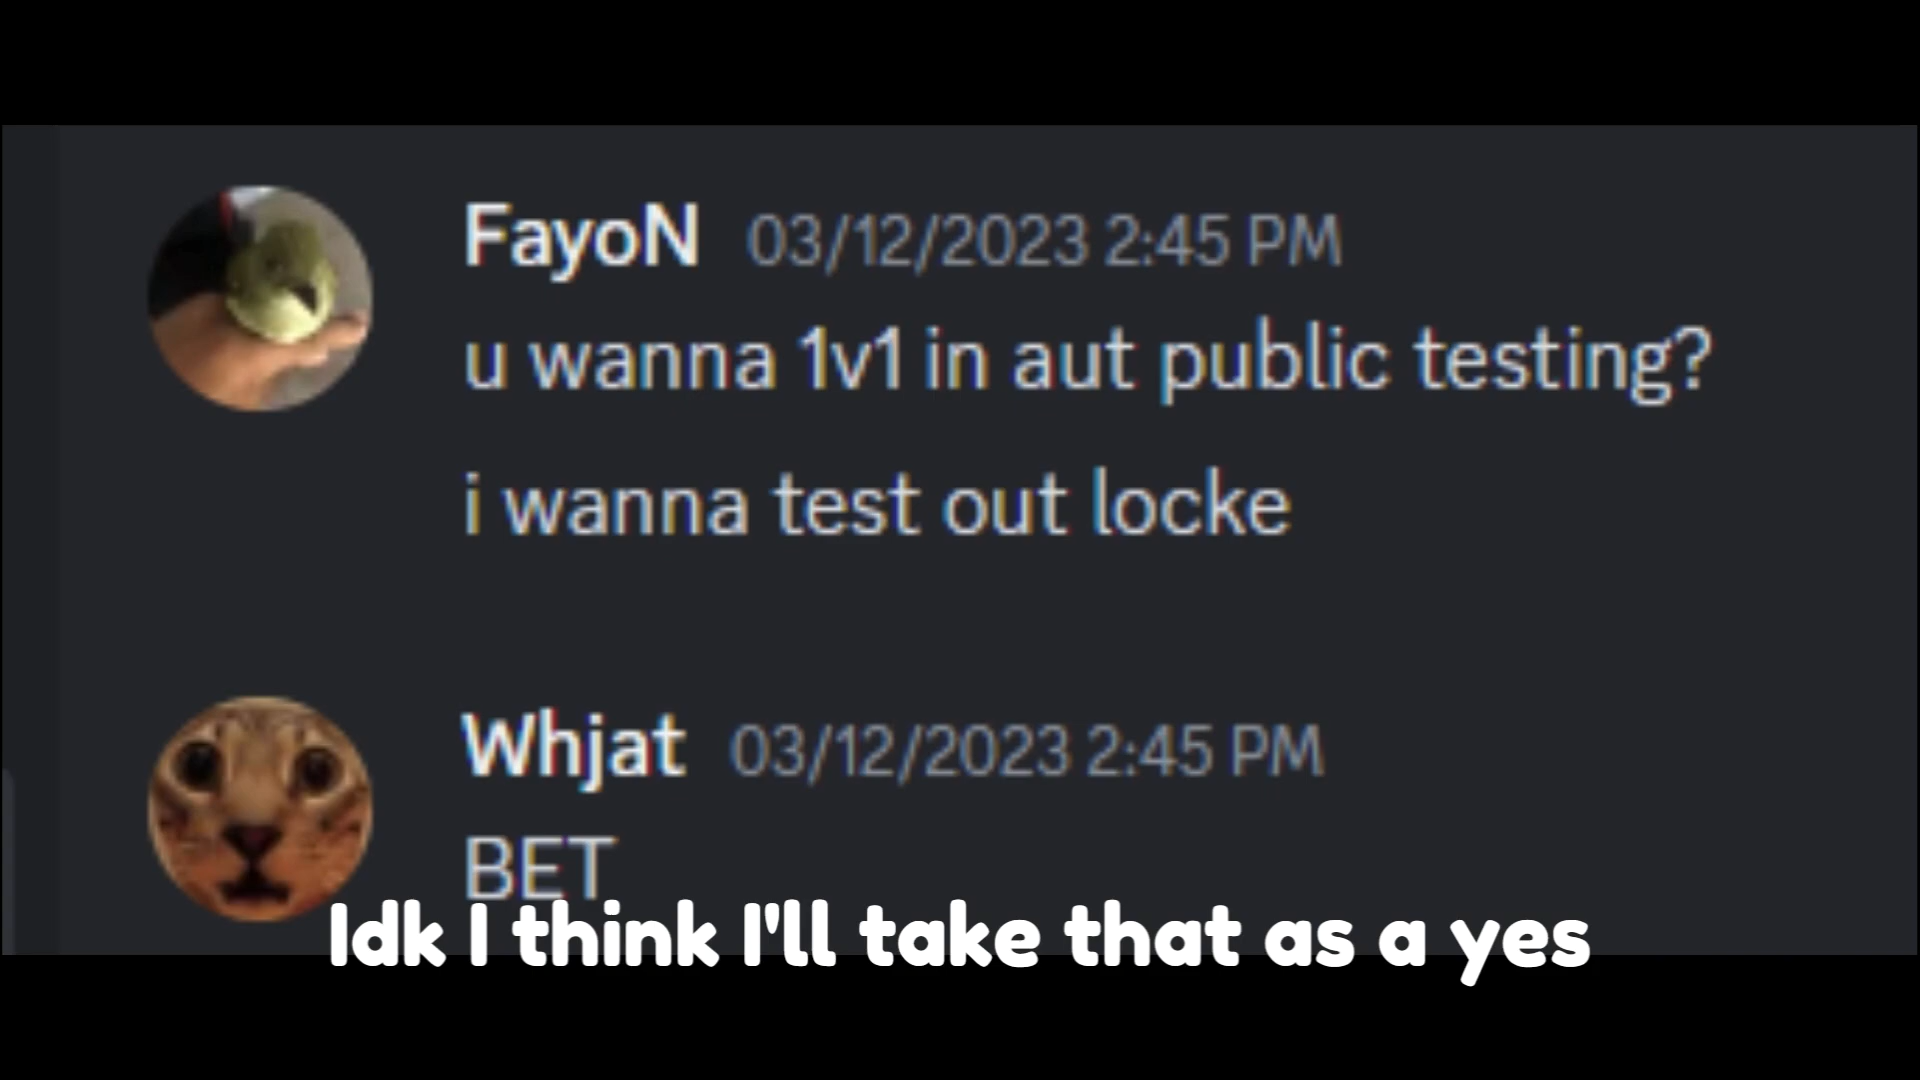 FayoN 03/12/2023 2:45 PM
u wanna 1v1 in aut public testing?
i wanna test out locke
Whjat 03/12/2023 2:45 PM
BET
Idk I think I'll take that as a yes